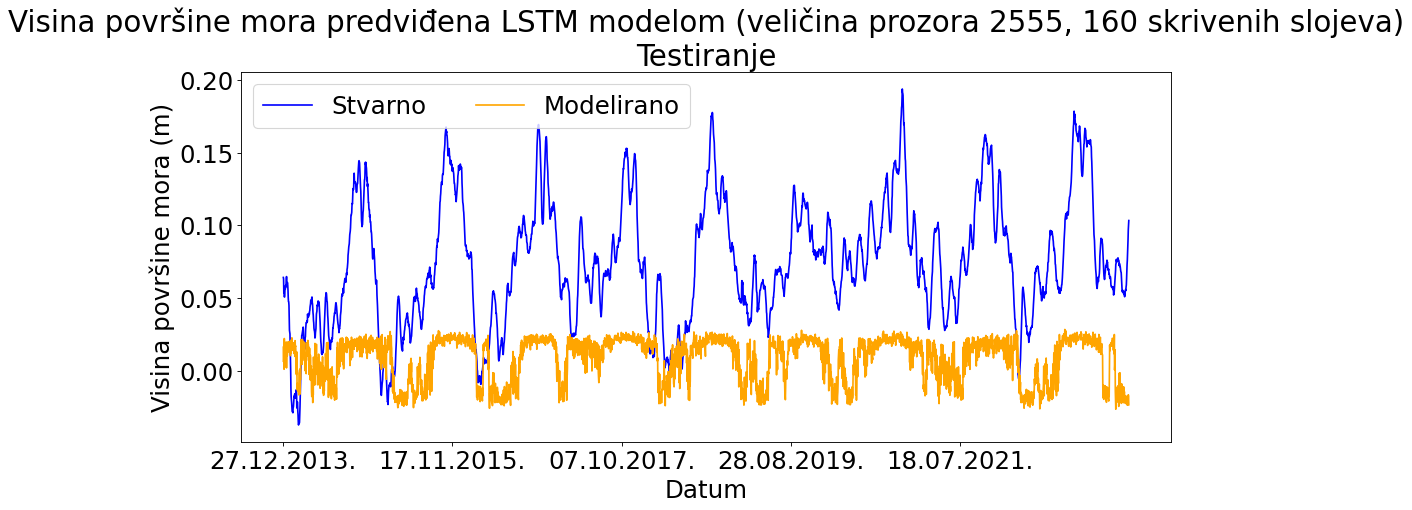 Visina površine mora predviđena LSTM modelom (veličina prozora 2555, 160 skrivenih slojeva)
Testiranje
Stvarno Modelirano
Visina površine mora (m)
0.20
0.15
0.10
0.05
0.00
27.12.2013. 17.11.2015. 07.10.2017. 28.08.2019. 18.07.2021.
Datum